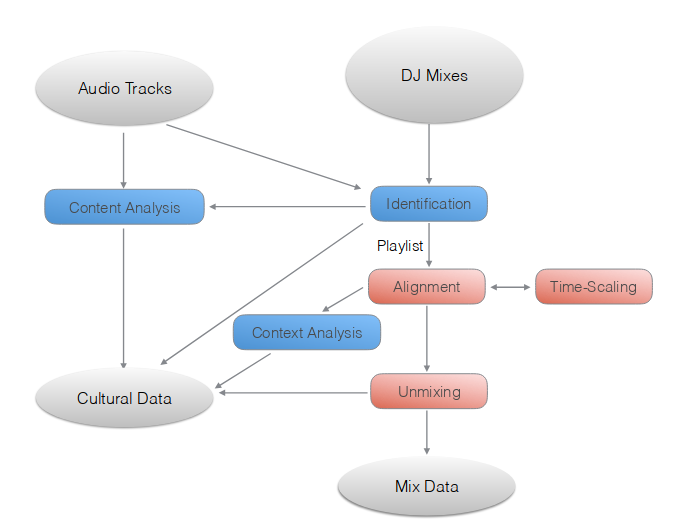 DJ Mixes
Audio Tracks
Content Analysis
Identification
Playlist
Alignment
Time-Scaling
Context Analysis
Unmixing
Cultural Data
Mix Data